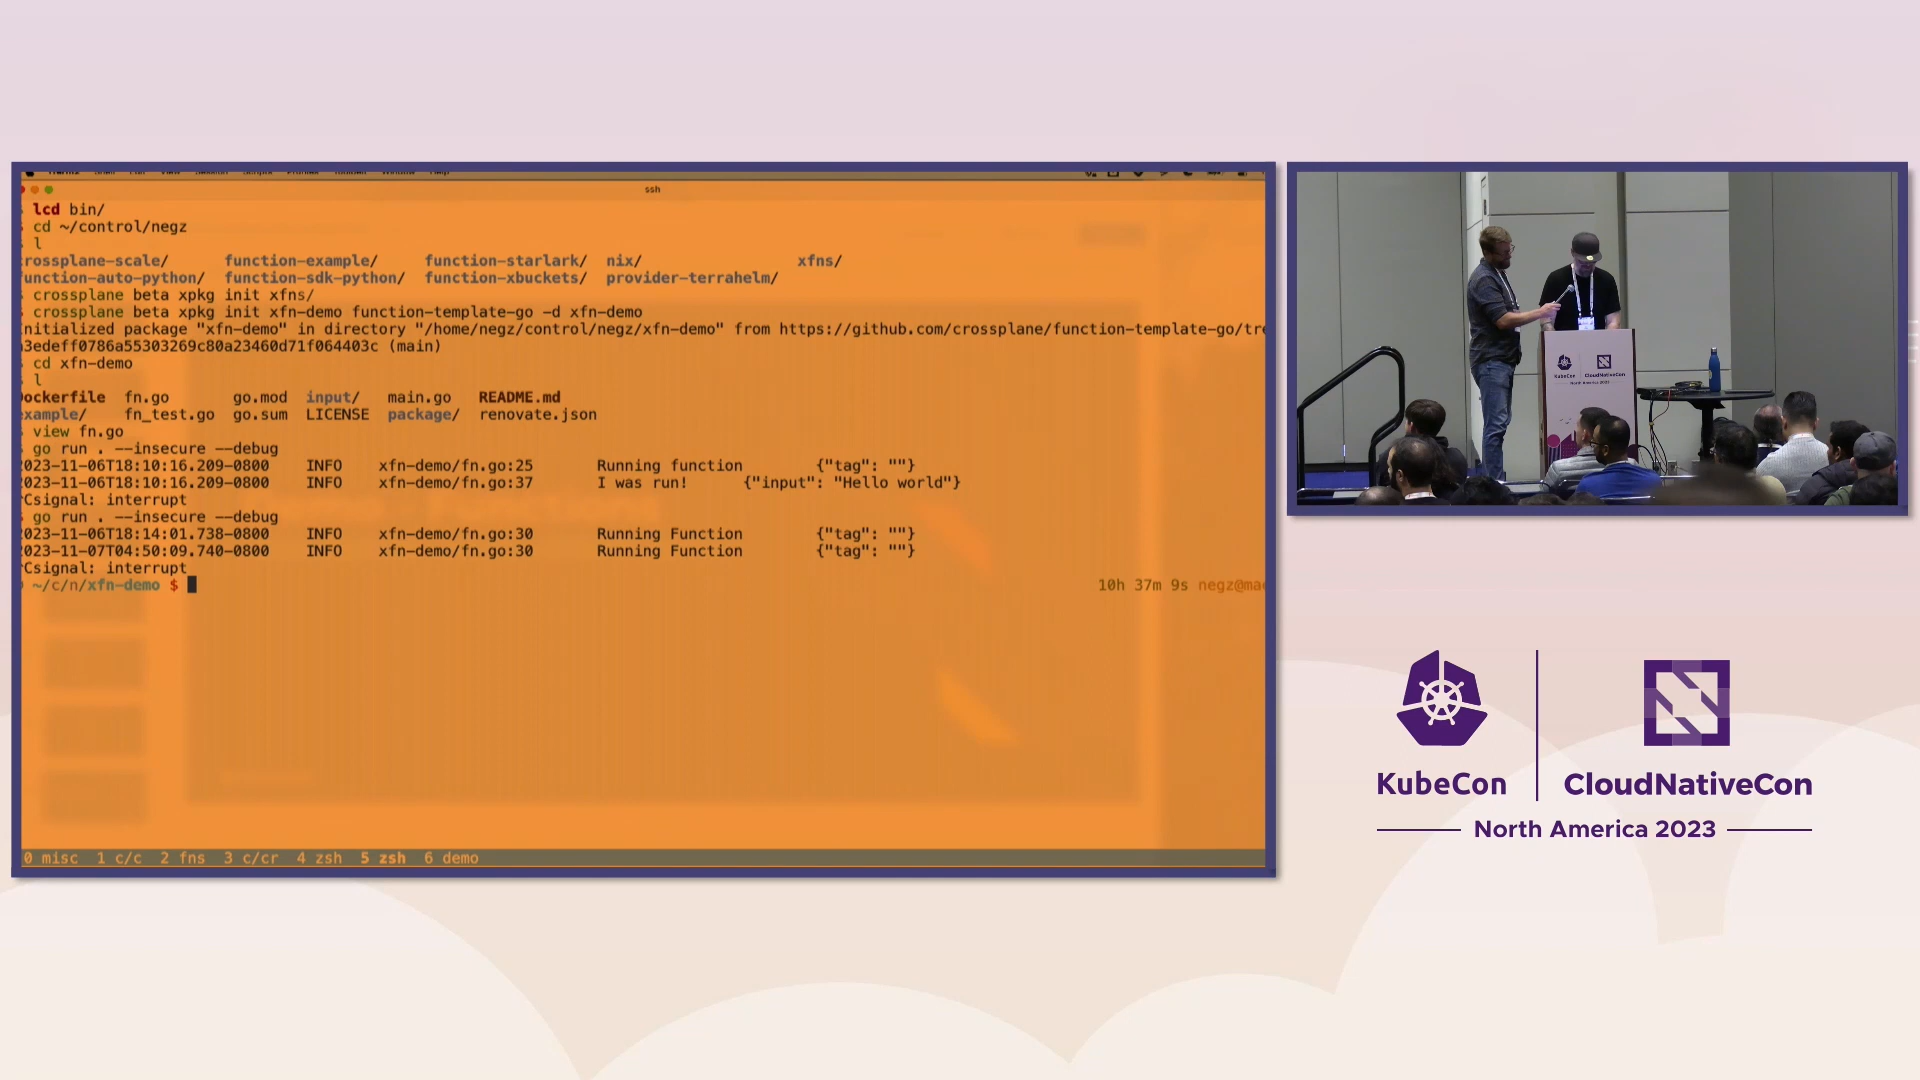 ssh
lcd bin/
cd ~/control/negz
l
rossplane-scale/ function-example/ function-starlark/ nix/ xfns/
unction-auto-python/ function-sdk-python/ function-xbuckets/ provider-terrahelm/
crossplane beta xpkg init xfns/
crossplane beta xpkg init xfn-demo function-template-go -d xfn-demo
nitialized package "xfn-demo" in directory "/home/negz/control/negz/xfn-demo" from https://github.com/crossplane/function-template-go/tre
a3edeff0786a55303269c80a23460d71f064403c (main)
cd xfn-demo
l
ockerfile fn.go go.mod input/ main.go README.md
xample/ fn_test.go go.sum LICENSE package/ renovate.json
view fn.go
go run . --insecure --debug
023-11-06T18:10:16.209-0800 INFO xfn-demo/fn.go:25 Running function {"tag": ""}
023-11-06T18:10:16.209-0800 INFO xfn-demo/fn.go:37 I was run! {"input": "Hello world"}
Csignal: interrupt
go run . --insecure --debug
023-11-06T18:14:01.738-0800 INFO xfn-demo/fn.go:30 Running Function {"tag": ""}
023-11-07T04:50:09.740-0800 INFO xfn-demo/fn.go:30 Running Function {"tag": ""}
Csignal: interrupt
~/c/n/xfn-demo $ 10h 37m 9s negz@ma
0 misc 1 c/c 2 fns 3 c/cr 4 zsh 5 zsh 6 demo
KubeCon CloudNativeCon
North America 2023
KubeCon CloudNativeCon
North America 2023